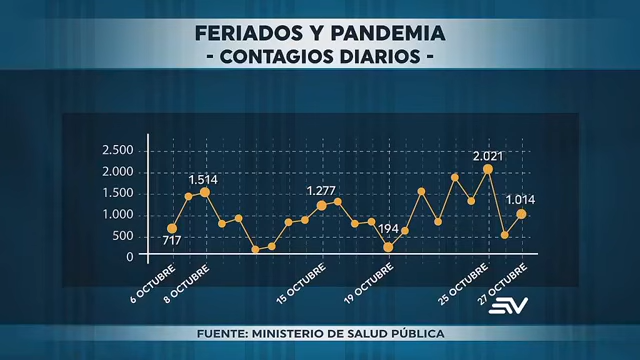 FERIADOS Y PANDEMIA
- CONTAGIOS DIARIOS -
2.500
2.000
1.500
1.000
500
0
717
1.514
1.277
194
2.021
1.014
6 OCTUBRE
8 OCTUBRE
15 OCTUBRE
19 OCTUBRE
25 OCTUBRE
27 OCTUBRE
FUENTE: MINISTERIO DE SALUD PÚBLICA